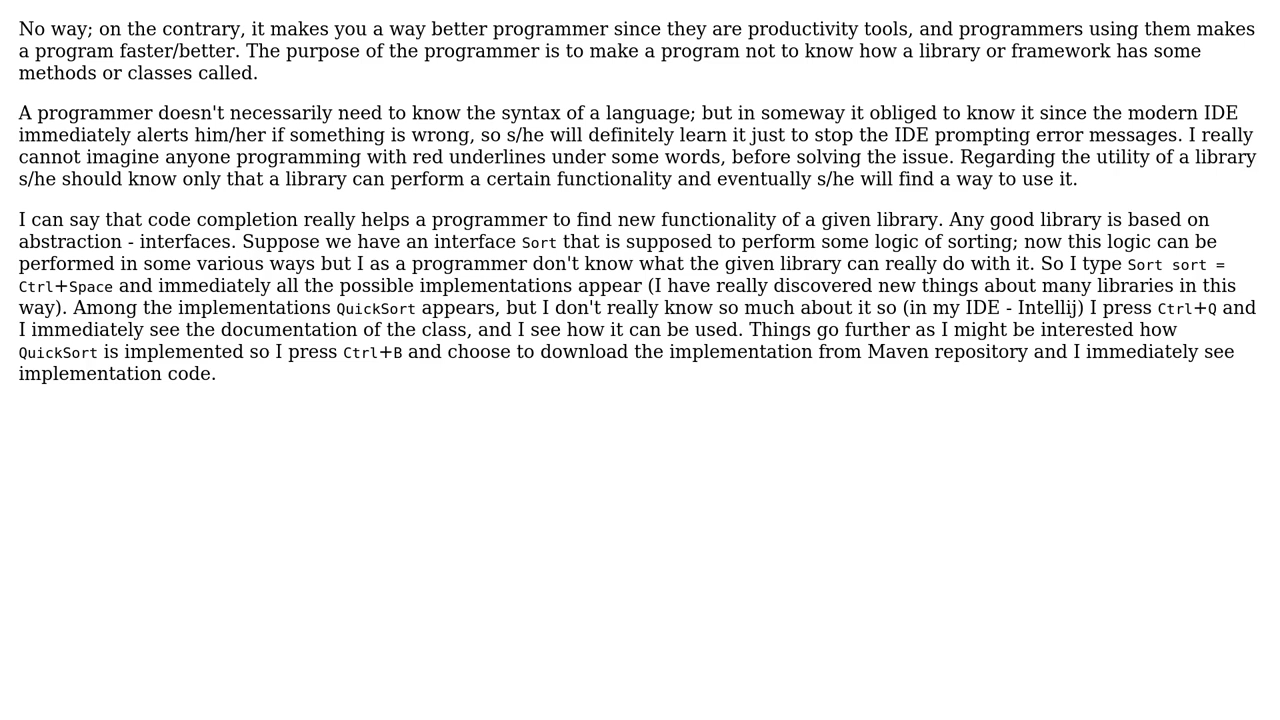 No way; on the contrary, it makes you a way better programmer since they are productivity tools, and programmers using them makes
a program faster/better. The purpose of the programmer is to make a program not to know how a library or framework has some
methods or classes called.
A programmer doesn't necessarily need to know the syntax of a language; but in someway it obliged to know it since the modern IDE
immediately alerts him/her if something is wrong, so s/he will definitely learn it just to stop the IDE prompting error messages. I really
cannot imagine anyone programming with red underlines under some words, before solving the issue. Regarding the utility of a library
s/he should know only that a library can perform a certain functionality and eventually s/he will find a way to use it.
I can say that code completion really helps a programmer to find new functionality of a given library. Any good library is based on
abstraction - interfaces. Suppose we have an interface Sort that is supposed to perform some logic of sorting; now this logic can be
performed in some various ways but I as a programmer don't know what the given library can really do with it. So I type Sort sort =
Ctrl+Space and immediately all the possible implementations appear (I have really discovered new things about many libraries in this
way). Among the implementations QuickSort appears, but I don't really know so much about it so (in my IDE - Intellij) I press Ctrl+Q and
I immediately see the documentation of the class, and I see how it can be used. Things go further as I might be interested how
QuickSort is implemented so I press Ctrl+B and choose to download the implementation from Maven repository and I immediately see
implementation code.